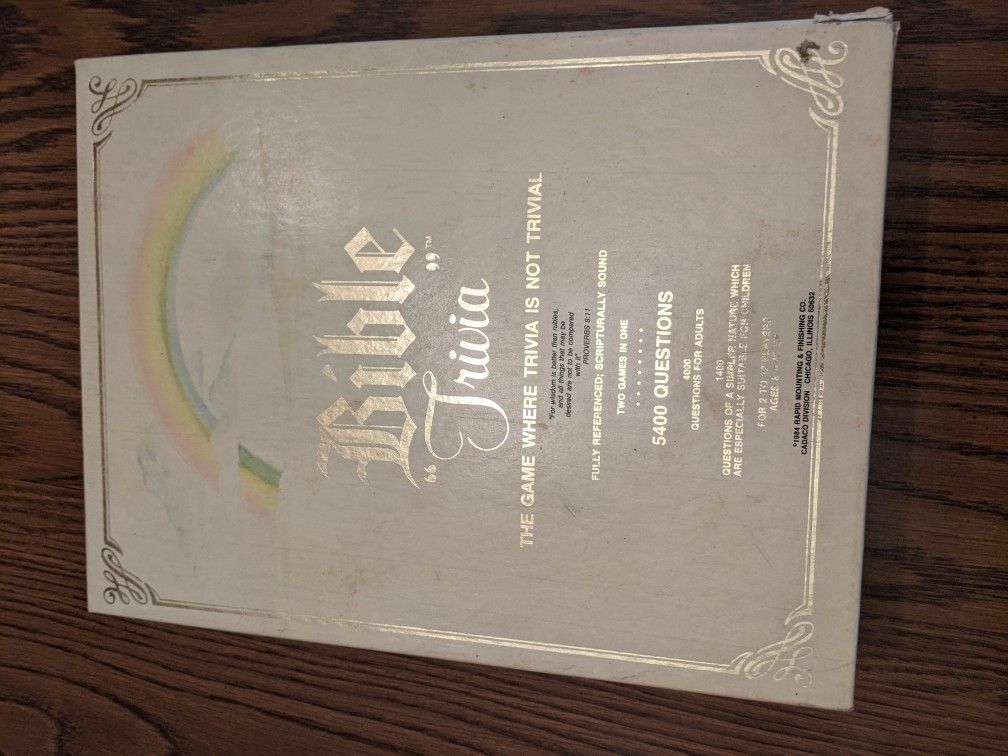 Bible
"Trivia"™
THE GAME WHERE TRIVIA IS NOT TRIVIAL
"For wisdom is better than rubies,
and all things that may be
desired are not to be compared
with it".
PROVERBS 8:11
FULLY REFERENCED; SCRIPTURALLY SOUND
TWO GAMES IN ONE
5400 QUESTIONS
4000
QUESTIONS FOR ADULTS
1400
QUESTIONS OF A SIMPLER NATURE WHICH
ARE ESPECIALLY SUITABLE FOR CHILDREN
FOR 2 TO 12 PLAYERS
AGES
©1984 RAPID MOUNTING & FINISHING CO.
CADACO DIVISION CHICAGO, ILLINOIS 60632